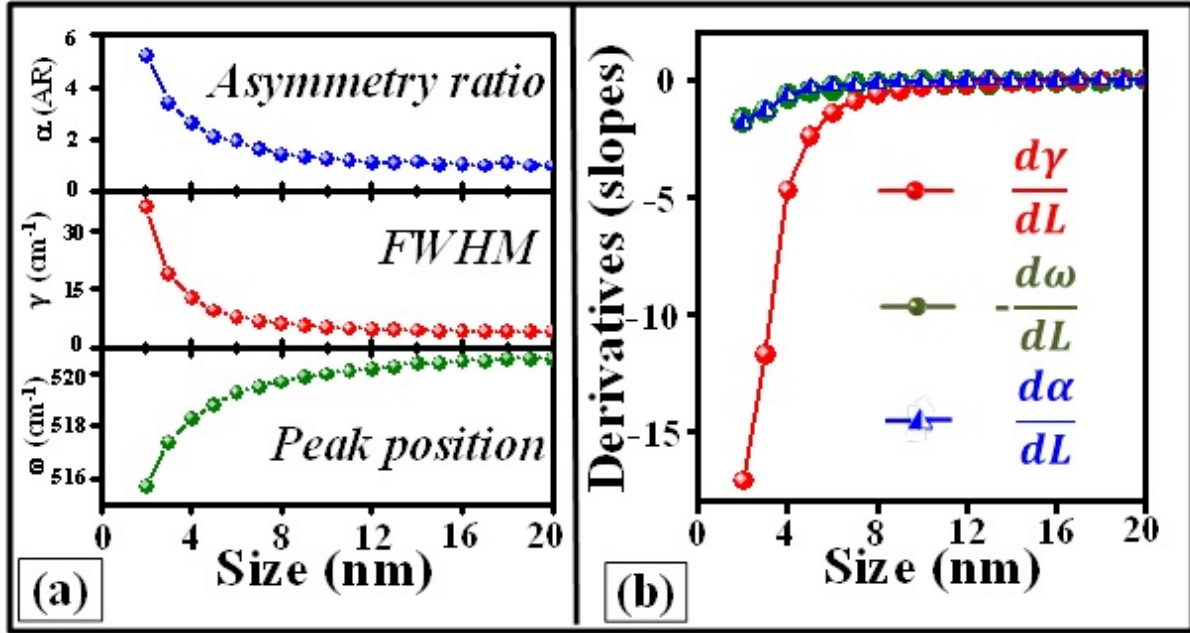 6
4
2
0
α (AR)
Asymmetry ratio
30
15
0
γ (cm⁻¹)
FWHM
520
518
516
ω (cm⁻¹)
Peak position
0 4 8 12 16 20
Size (nm)
(a)
0
-5
-10
-15
Derivatives (slopes)
dγ
dL
-dω
dL
dα
dL
0 4 8 12 16 20
Size (nm)
(b)